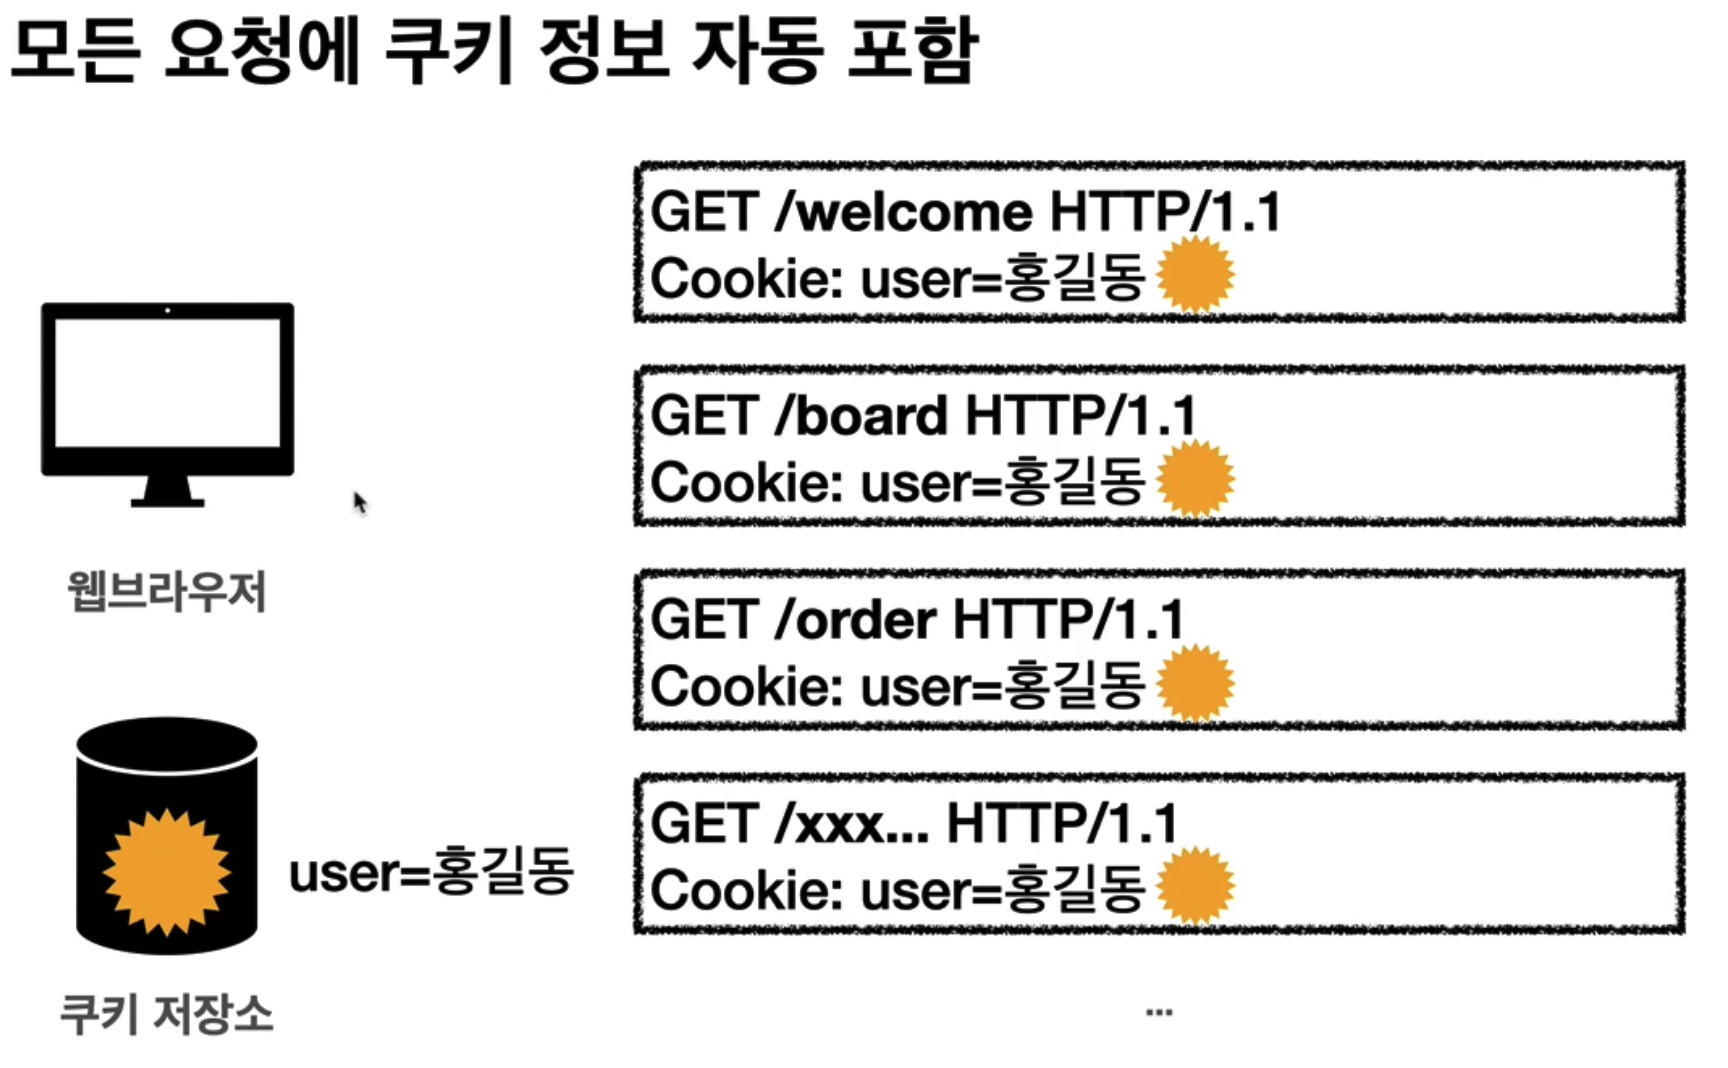 모든 요청에 쿠키 정보 자동 포함
GET /welcome HTTP/1.1
Cookie: user=홍길동
GET /board HTTP/1.1
Cookie: user=홍길동
GET /order HTTP/1.1
Cookie: user=홍길동
GET /xxx... HTTP/1.1
Cookie: user=홍길동
...
웹브라우저
user=홍길동
쿠키 저장소